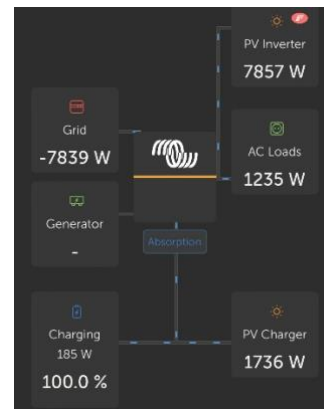 PV Inverter
7857 W
Grid
-7839 W
AC Loads
1235 W
Generator
-
Absorption
Charging
185 W
100.0 %
PV Charger
1736 W